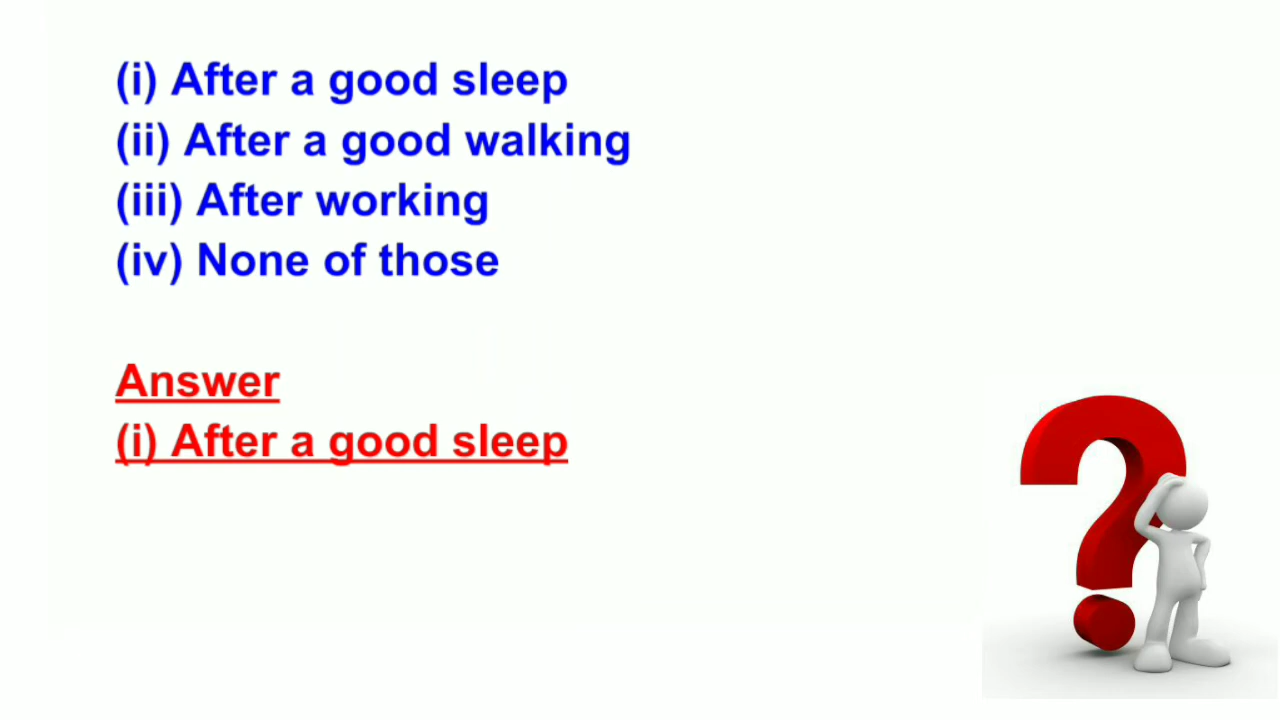 (i) After a good sleep
(ii) After a good walking
(iii) After working
(iv) None of those
Answer
(i) After a good sleep